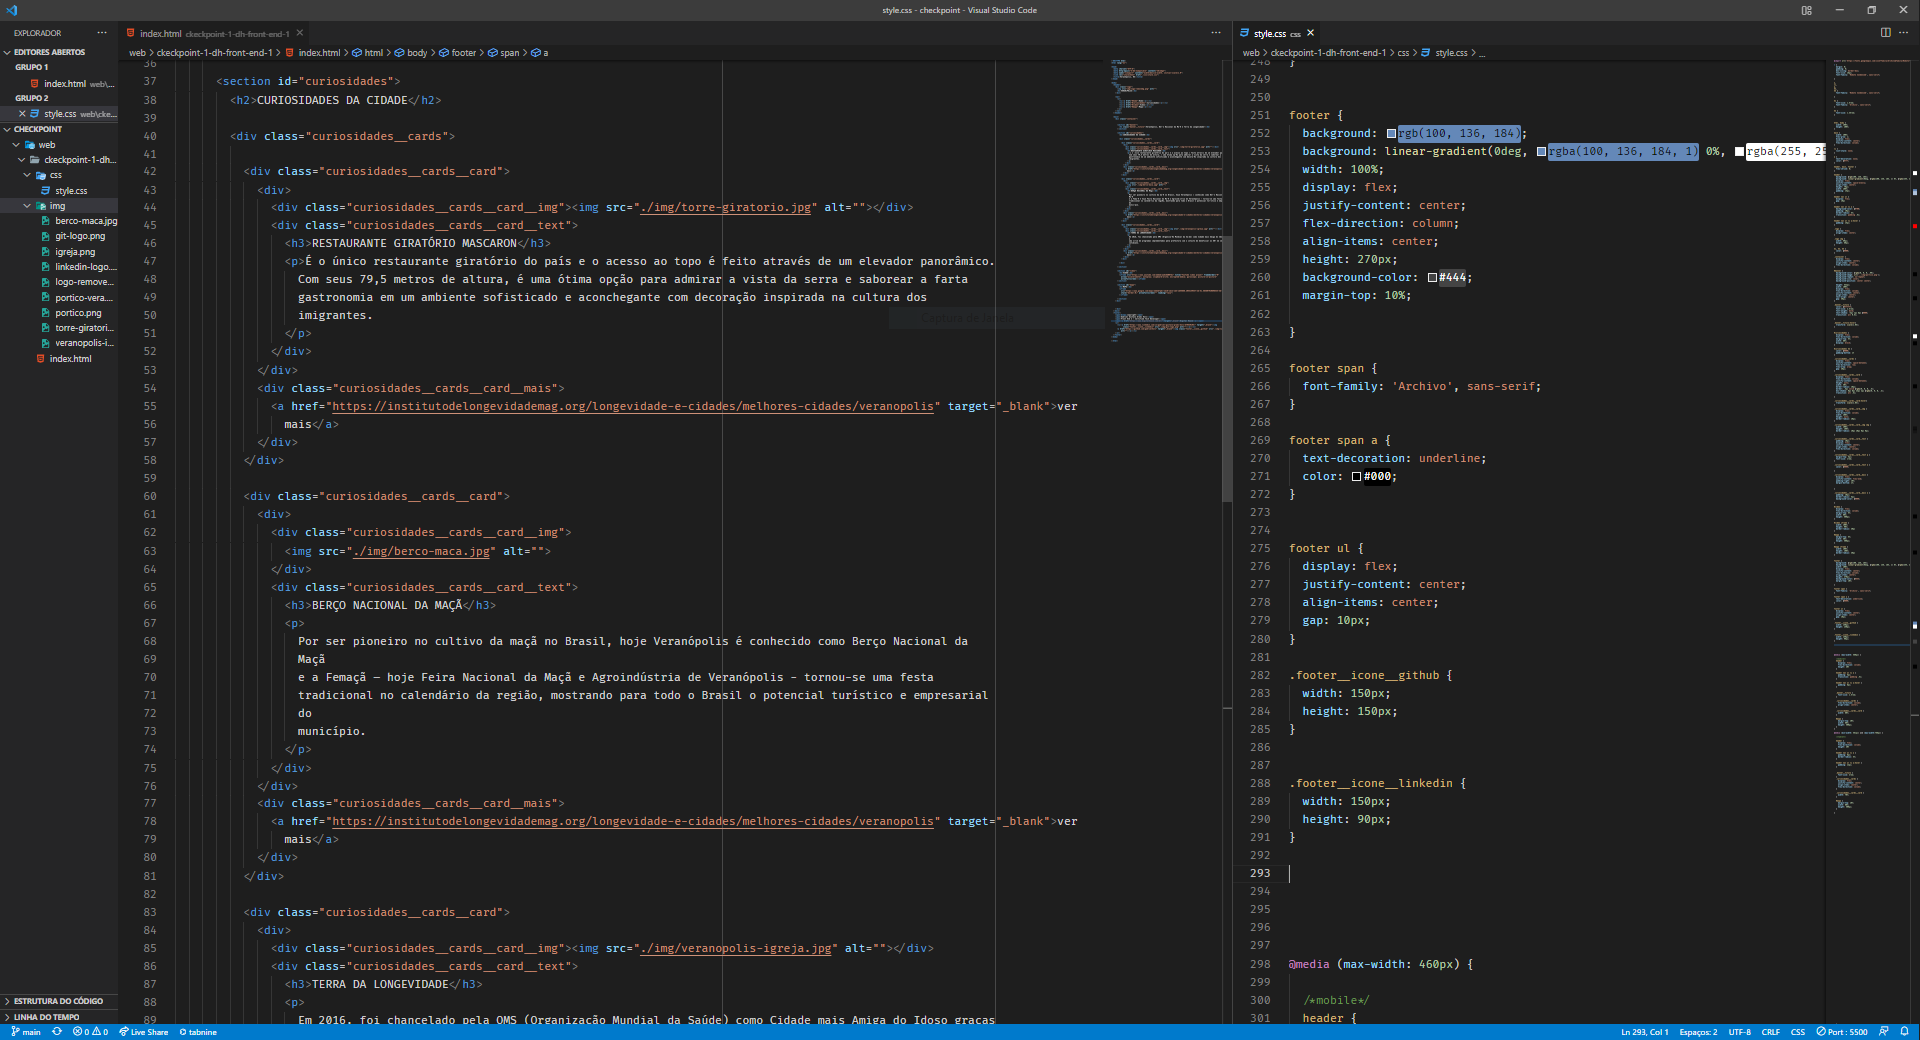 style.css - checkpoint - Visual Studio Code
EXPLORADOR
EDITORES ABERTOS
GRUPO 1
index.html web\...
GRUPO 2
style.css web\cke...
CHECKPOINT
web
ckeckpoint-1-dh...
css
style.css
img
berco-maca.jpg
git-logo.png
igreja.png
linkedin-logo....
logo-remove...
portico-vera....
portico.png
torre-giratori...
veranopolis-i...
index.html
ESTRUTURA DO CÓDIGO
LINHA DO TEMPO
index.html ckeckpoint-1-dh-front-end-1
web > ckeckpoint-1-dh-front-end-1 > index.html > html > body > footer > span > a
36
37 <section id="curiosidades">
38 <h2>CURIOSIDADES DA CIDADE</h2>
39
40 <div class="curiosidades__cards">
41
42 <div class="curiosidades__cards__card">
43 <div>
44 <div class="curiosidades__cards__card__img"><img src="./img/torre-giratorio.jpg" alt=""></div>
45 <div class="curiosidades__cards__card__text">
46 <h3>RESTAURANTE GIRATÓRIO MASCARON</h3>
47 <p>É o único restaurante giratório do país e o acesso ao topo é feito através de um elevador panorâmico.
48 Com seus 79,5 metros de altura, é uma ótima opção para admirar a vista da serra e saborear a farta
49 gastronomia em um ambiente sofisticado e aconchegante com decoração inspirada na cultura dos
50 imigrantes.
51 </p>
52 </div>
53 </div>
54 <div class="curiosidades__cards__card__mais">
55 <a href="https://institutodelongevidademag.org/longevidade-e-cidades/melhores-cidades/veranopolis" target="_blank">ver
56 mais</a>
57 </div>
58 </div>
59
60 <div class="curiosidades__cards__card">
61 <div>
62 <div class="curiosidades__cards__card__img">
63 <img src="./img/berco-maca.jpg" alt="">
64 </div>
65 <div class="curiosidades__cards__card__text">
66 <h3>BERÇO NACIONAL DA MAÇÃ</h3>
67 <p>
68 Por ser pioneiro no cultivo da maçã no Brasil, hoje Veranópolis é conhecido como Berço Nacional da
69 Maçã
70 e a Femaçã – hoje Feira Nacional da Maçã e Agroindústria de Veranópolis - tornou-se uma festa
71 tradicional no calendário da região, mostrando para todo o Brasil o potencial turístico e empresarial
72 do
73 município.
74 </p>
75 </div>
76 </div>
77 <div class="curiosidades__cards__card__mais">
78 <a href="https://institutodelongevidademag.org/longevidade-e-cidades/melhores-cidades/veranopolis" target="_blank">ver
79 mais</a>
80 </div>
81 </div>
82
83 <div class="curiosidades__cards__card">
84 <div>
85 <div class="curiosidades__cards__card__img"><img src="./img/veranopolis-igreja.jpg" alt=""></div>
86 <div class="curiosidades__cards__card__text">
87 <h3>TERRA DA LONGEVIDADE</h3>
88 <p>
89 Em 2016, foi chancelado pela OMS (Organização Mundial da Saúde) como Cidade mais Amiga do Idoso graças
style.css css
web > ckeckpoint-1-dh-front-end-1 > css > style.css > ...
248 }
249
250
251 footer {
252 background: rgb(100, 136, 184);
253 background: linear-gradient(0deg, rgba(100, 136, 184, 1) 0%, rgba(255, 25
254 width: 100%;
255 display: flex;
256 justify-content: center;
257 flex-direction: column;
258 align-items: center;
259 height: 270px;
260 background-color: #444;
261 margin-top: 10%;
262
263 }
264
265 footer span {
266 font-family: 'Archivo', sans-serif;
267 }
268
269 footer span a {
270 text-decoration: underline;
271 color: #000;
272 }
273
274
275 footer ul {
276 display: flex;
277 justify-content: center;
278 align-items: center;
279 gap: 10px;
280 }
281
282 .footer__icone__github {
283 width: 150px;
284 height: 150px;
285 }
286
287
288 .footer__icone__linkedin {
289 width: 150px;
290 height: 90px;
291 }
292
293
294
295
296
297
298 @media (max-width: 460px) {
299
300 /*mobile*/
301 header {
main 0 0 Live Share tabnine
Ln 293, Col 1 Espaços: 2 UTF-8 CRLF CSS Port : 5500